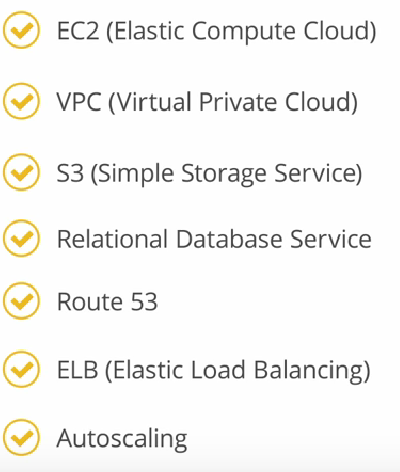 EC2 (Elastic Compute Cloud)
VPC (Virtual Private Cloud)
S3 (Simple Storage Service)
Relational Database Service
Route 53
ELB (Elastic Load Balancing)
Autoscaling